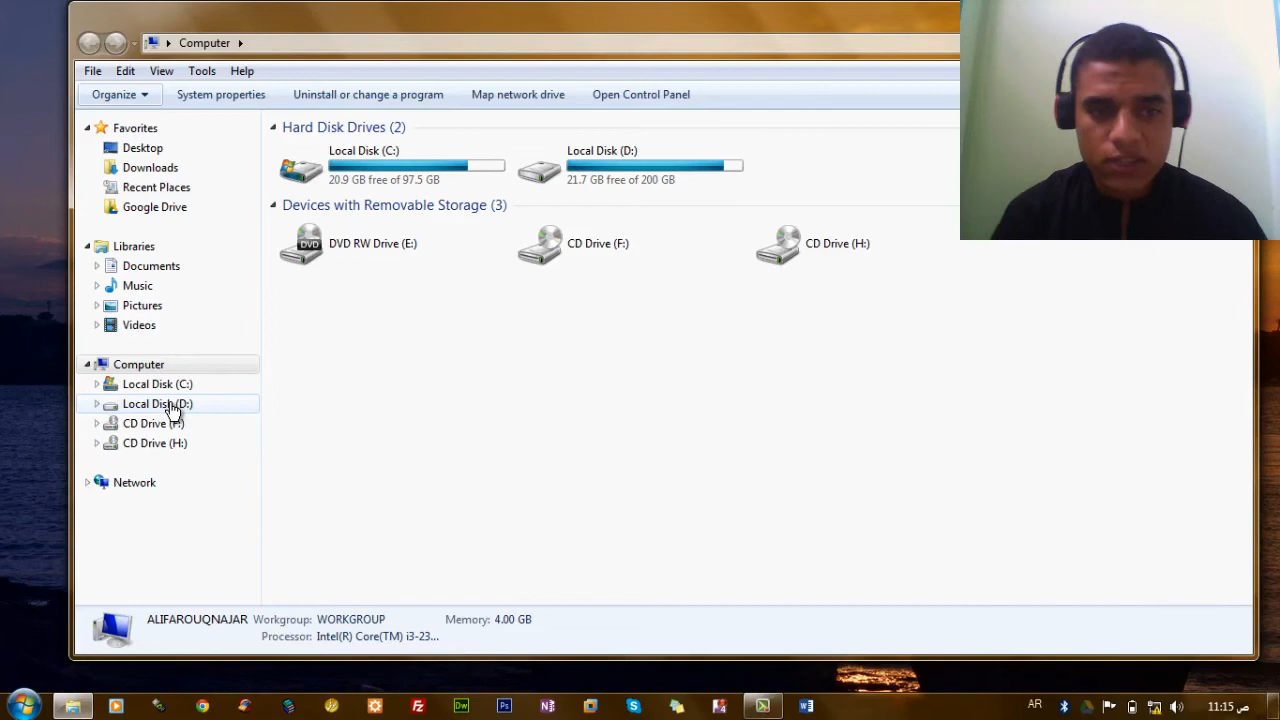 Computer
File Edit View Tools Help
Organize System properties Uninstall or change a program Map network drive Open Control Panel
Favorites
Desktop
Downloads
Recent Places
Google Drive
Libraries
Documents
Music
Pictures
Videos
Computer
Local Disk (C:)
Local Disk (D:)
CD Drive (F:)
CD Drive (H:)
Network
Hard Disk Drives (2)
Local Disk (C:)
20.9 GB free of 97.5 GB
Local Disk (D:)
21.7 GB free of 200 GB
Devices with Removable Storage (3)
DVD
DVD RW Drive (E:)
CD Drive (F:)
CD Drive (H:)
ALIFAROUQNAJAR Workgroup: WORKGROUP Memory: 4.00 GB
Processor: Intel(R) Core(TM) i3-23...
Fz Dw Ps N W AR 11:15 ص